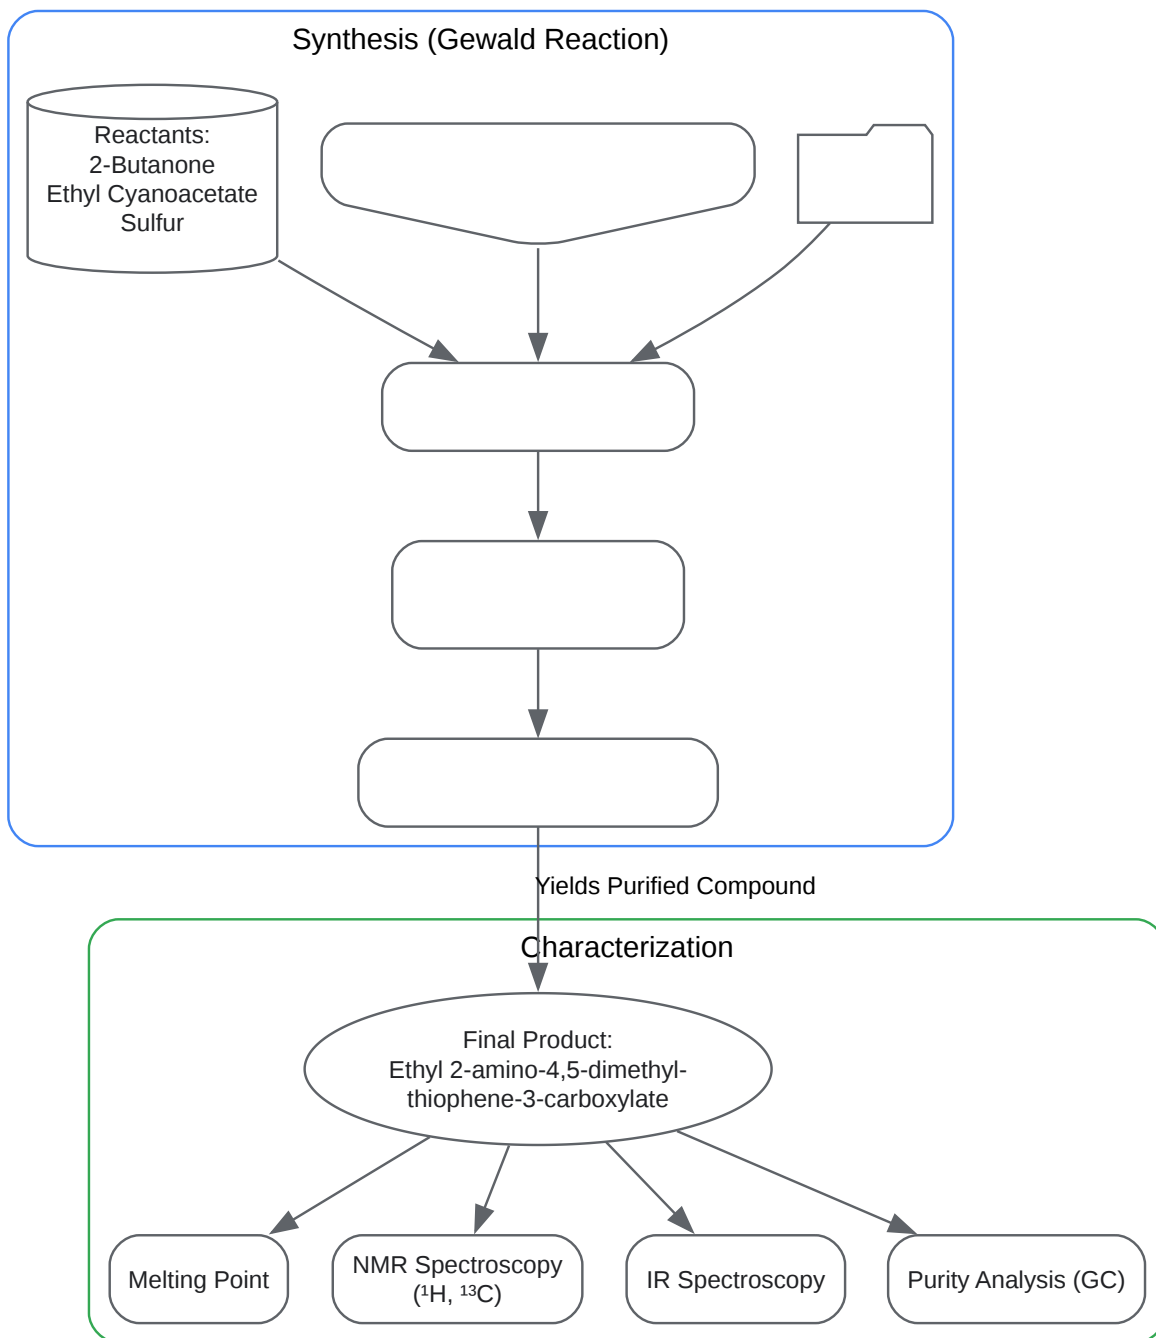 Synthesis (Gewald Reaction)
Reactants:
2-Butanone
Ethyl Cyanoacetate
Sulfur
Yields Purified Compound
Characterization
Final Product:
Ethyl 2-amino-4,5-dimethyl-
thiophene-3-carboxylate
Melting Point
NMR Spectroscopy
(¹H, ¹³C)
IR Spectroscopy
Purity Analysis (GC)